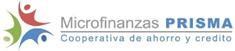 Microfinanzas PRISMA
Cooperativa de ahorro y credito